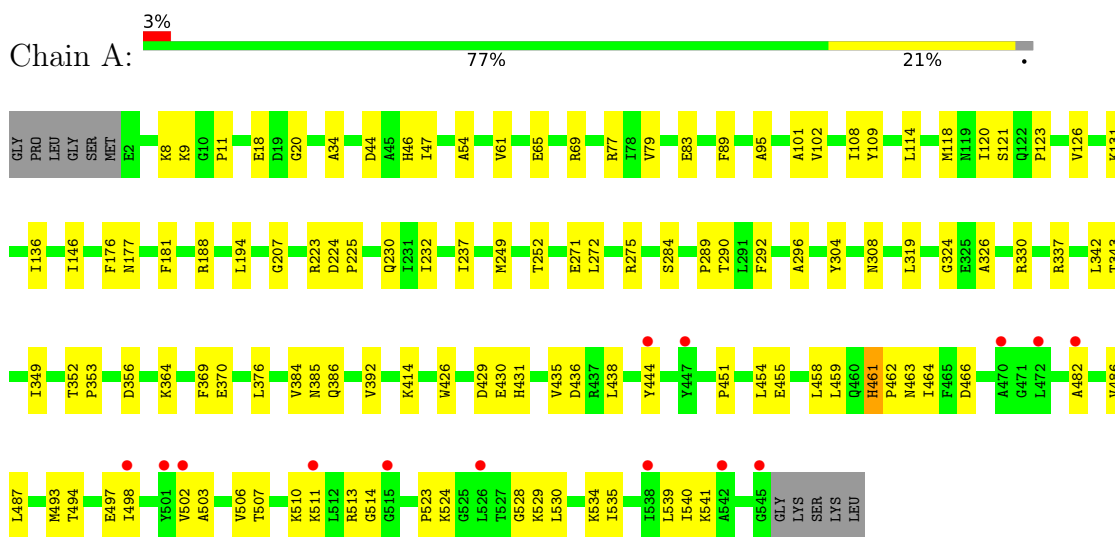 3%
Chain A:
77% 21% •
GLY PRO LEU GLY SER MET E2 K8 K9 G10 P11 E18 D19 G20 A34 D44 A45 H46 I47 A54 V61 E65 R69 R77 I78 V79 E83 F89 A95 A101 V102 I108 Y109 L114 M118 N119 I120 S121 Q122 P123 V126 K131
I136 I146 F176 N177 F181 R188 L194 G207 R223 D224 P225 Q230 I231 I232 I237 M249 T252 E271 L272 R275 S284 P289 T290 L291 F292 A296 Y304 N308 L319 G324 E325 A326 R330 R337 L342 T343
I349 T352 P353 D356 K364 F369 E370 L376 V384 N385 Q386 V392 K414 W426 D429 E430 H431 V435 D436 R437 L438 Y444 Y447 P451 L454 E455 L458 L459 Q460 H461 P462 N463 I464 F465 D466 A470 G471 L472 A482 V486
L487 M493 T494 E497 I498 Y501 V502 A503 V506 T507 K510 K511 L512 R513 G514 G515 P523 K524 G525 L526 T527 G528 K529 L530 K534 I535 I538 L539 I540 K541 A542 G545 GLY LYS SER LYS LEU